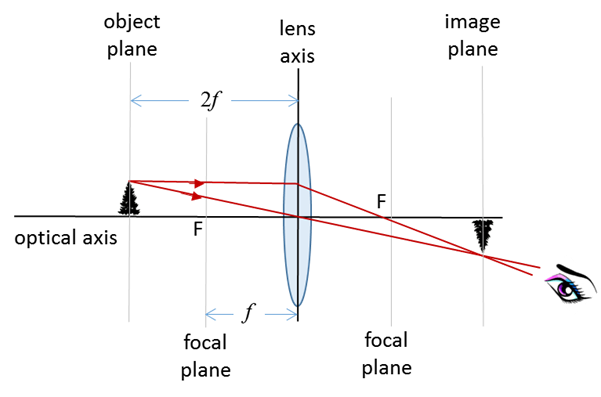 object
plane
lens
axis
image
plane
2f
F
F
optical axis
f
focal
plane
focal
plane